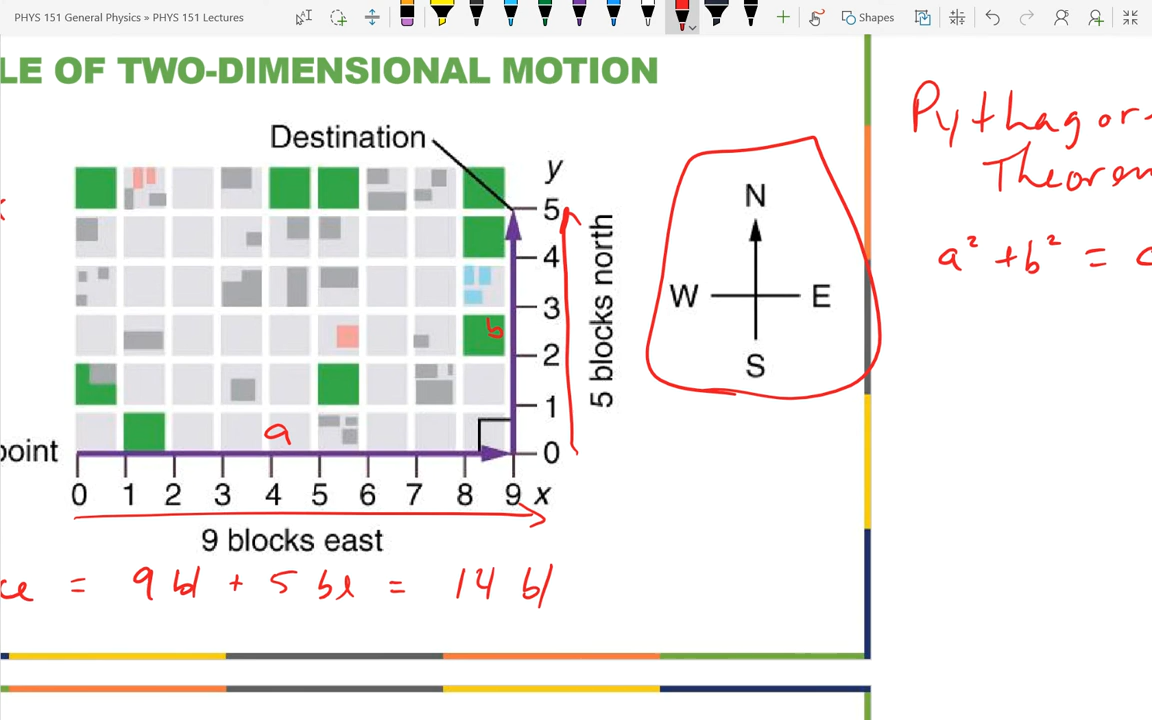 PHYS 151 General Physics » PHYS 151 Lectures
Shapes
LE OF TWO-DIMENSIONAL MOTION
Pythagor
Theorem
a² + b² =
Destination
y
5
4
3
2
1
0
5 blocks north
b
a
N
W E
S
point
0 1 2 3 4 5 6 7 8 9 x
9 blocks east
ce = 9 bl + 5 bl = 14 bl